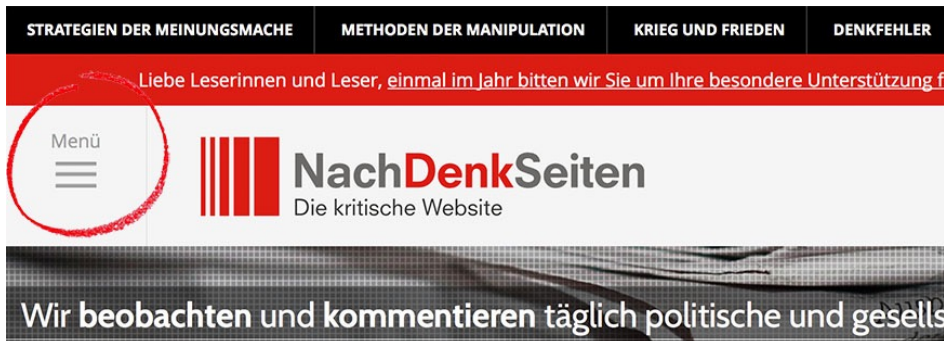 STRATEGIEN DER MEINUNGSMACHE METHODEN DER MANIPULATION KRIEG UND FRIEDEN DENKFEHLER
Liebe Leserinnen und Leser, einmal im Jahr bitten wir Sie um Ihre besondere Unterstützung f
Menü
NachDenkSeiten
Die kritische Website
Wir beobachten und kommentieren täglich politische und gesells